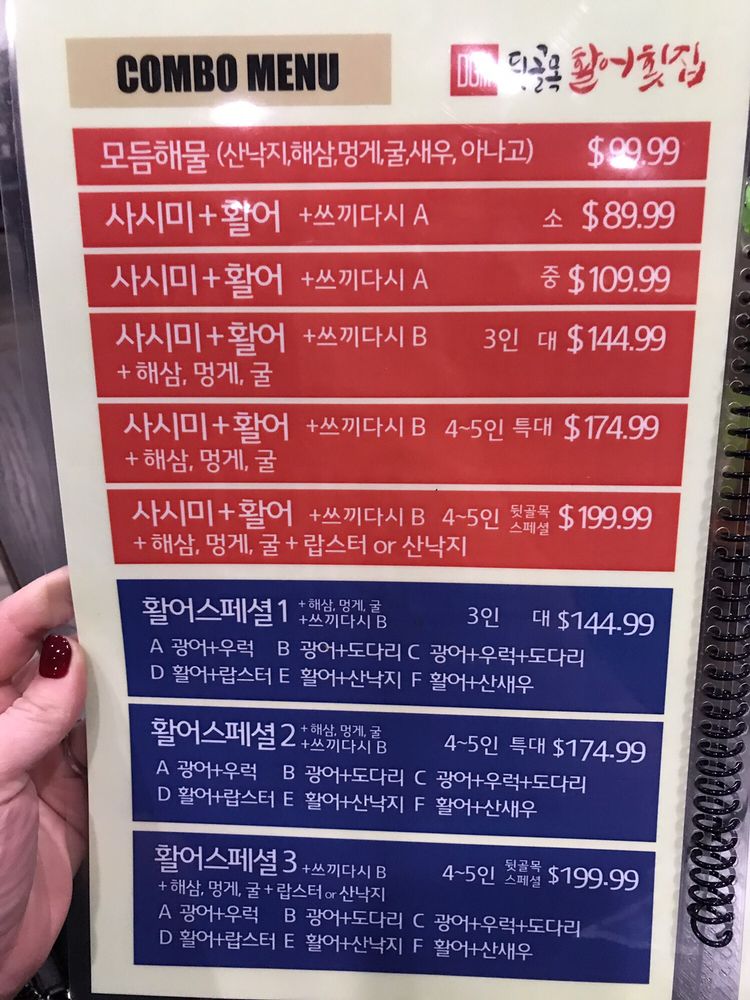 COMBO MENU
뒷골목 활어횟집
모듬해물 (산낙지,해삼,멍게,굴,새우, 아나고) $99.99
사시미+활어 +쓰끼다시 A 소 $89.99
사시미+활어 +쓰끼다시 A 중 $109.99
사시미+활어 +쓰끼다시 B 3인 대 $144.99
+ 해삼, 멍게, 굴
사시미+활어 +쓰끼다시 B 4~5인 특대 $174.99
+ 해삼, 멍게, 굴
사시미+활어 +쓰끼다시 B 4~5인 뒷골목 스페셜 $199.99
+ 해삼, 멍게, 굴 + 랍스터 or 산낙지
활어스페셜 1 + 해삼, 멍게, 굴 +쓰끼다시 B 3인 대 $144.99
A 광어+우럭 B 광어+도다리 C 광어+우럭+도다리
D 활어+랍스터 E 활어+산낙지 F 활어+산새우
활어스페셜 2 + 해삼, 멍게, 굴 +쓰끼다시 B 4~5인 특대 $174.99
A 광어+우럭 B 광어+도다리 C 광어+우럭+도다리
D 활어+랍스터 E 활어+산낙지 F 활어+산새우
활어스페셜 3 +쓰끼다시 B 4~5인 뒷골목 스페셜 $199.99
+ 해삼, 멍게, 굴 + 랍스터 or 산낙지
A 광어+우럭 B 광어+도다리 C 광어+우럭+도다리
D 활어+랍스터 E 활어+산낙지 F 활어+산새우